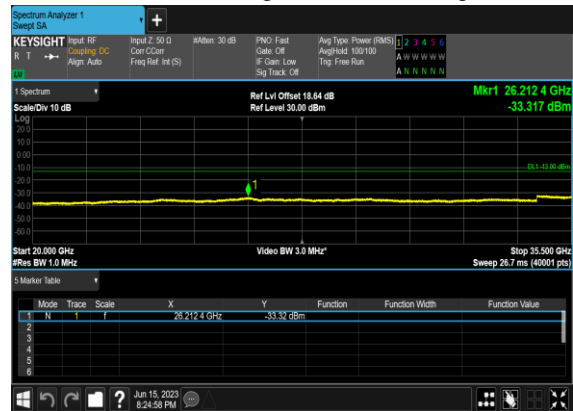 Spectrum Analyzer 1
Swept SA
+
KEYSIGHT Input: RF Input Z: 50 Ω #Atten: 30 dB PNO: Fast Avg Type: Power (RMS) 1 2 3 4 5 6
R T Coupling: DC Corr CCorr Gate: Off Avg|Hold: 100/100 A W W W W W
Align: Auto Freq Ref: Int (S) IF Gain: Low Trig: Free Run
LU Sig Track: Off A N N N N N
1 Spectrum Ref Lvl Offset 18.64 dB Mkr1 26.212 4 GHz
Scale/Div 10 dB Ref Level 30.00 dBm -33.317 dBm
Log
20.0
10.0
0.00
-10.0 DL1 -13.00 dBm
-20.0
-30.0 1
-40.0
-50.0
-60.0
Start 20.000 GHz Video BW 3.0 MHz* Stop 35.500 GHz
#Res BW 1.0 MHz Sweep 26.7 ms (40001 pts)
5 Marker Table
Mode Trace Scale X Y Function Function Width Function Value
1 N 1 f 26.212 4 GHz -33.32 dBm
2
3
4
5
6
? Jun 15, 2023
8:24:58 PM